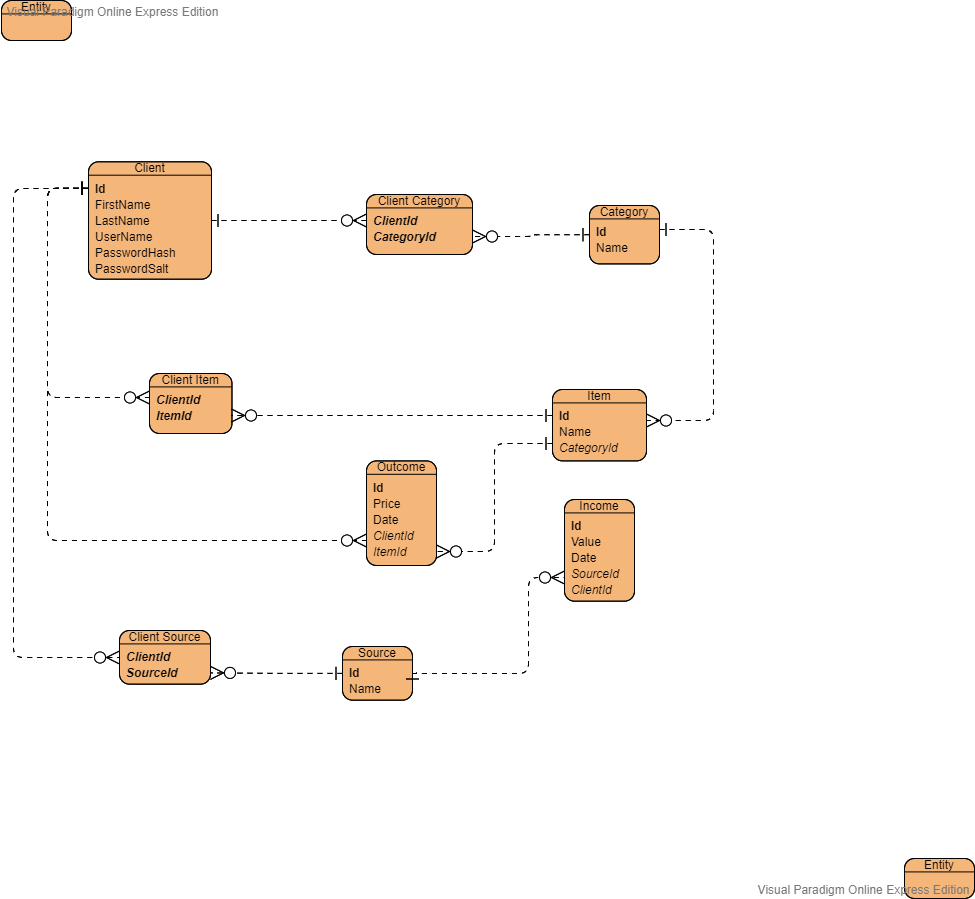 Entity
Visual Paradigm Online Express Edition
Client
Id
FirstName
LastName
UserName
PasswordHash
PasswordSalt
Client Category
ClientId
CategoryId
Category
Id
Name
Client Item
ClientId
ItemId
Item
Id
Name
CategoryId
Outcome
Id
Price
Date
ClientId
ItemId
Income
Id
Value
Date
SourceId
ClientId
Client Source
ClientId
SourceId
Source
Id
Name
Entity
Visual Paradigm Online Express Edition